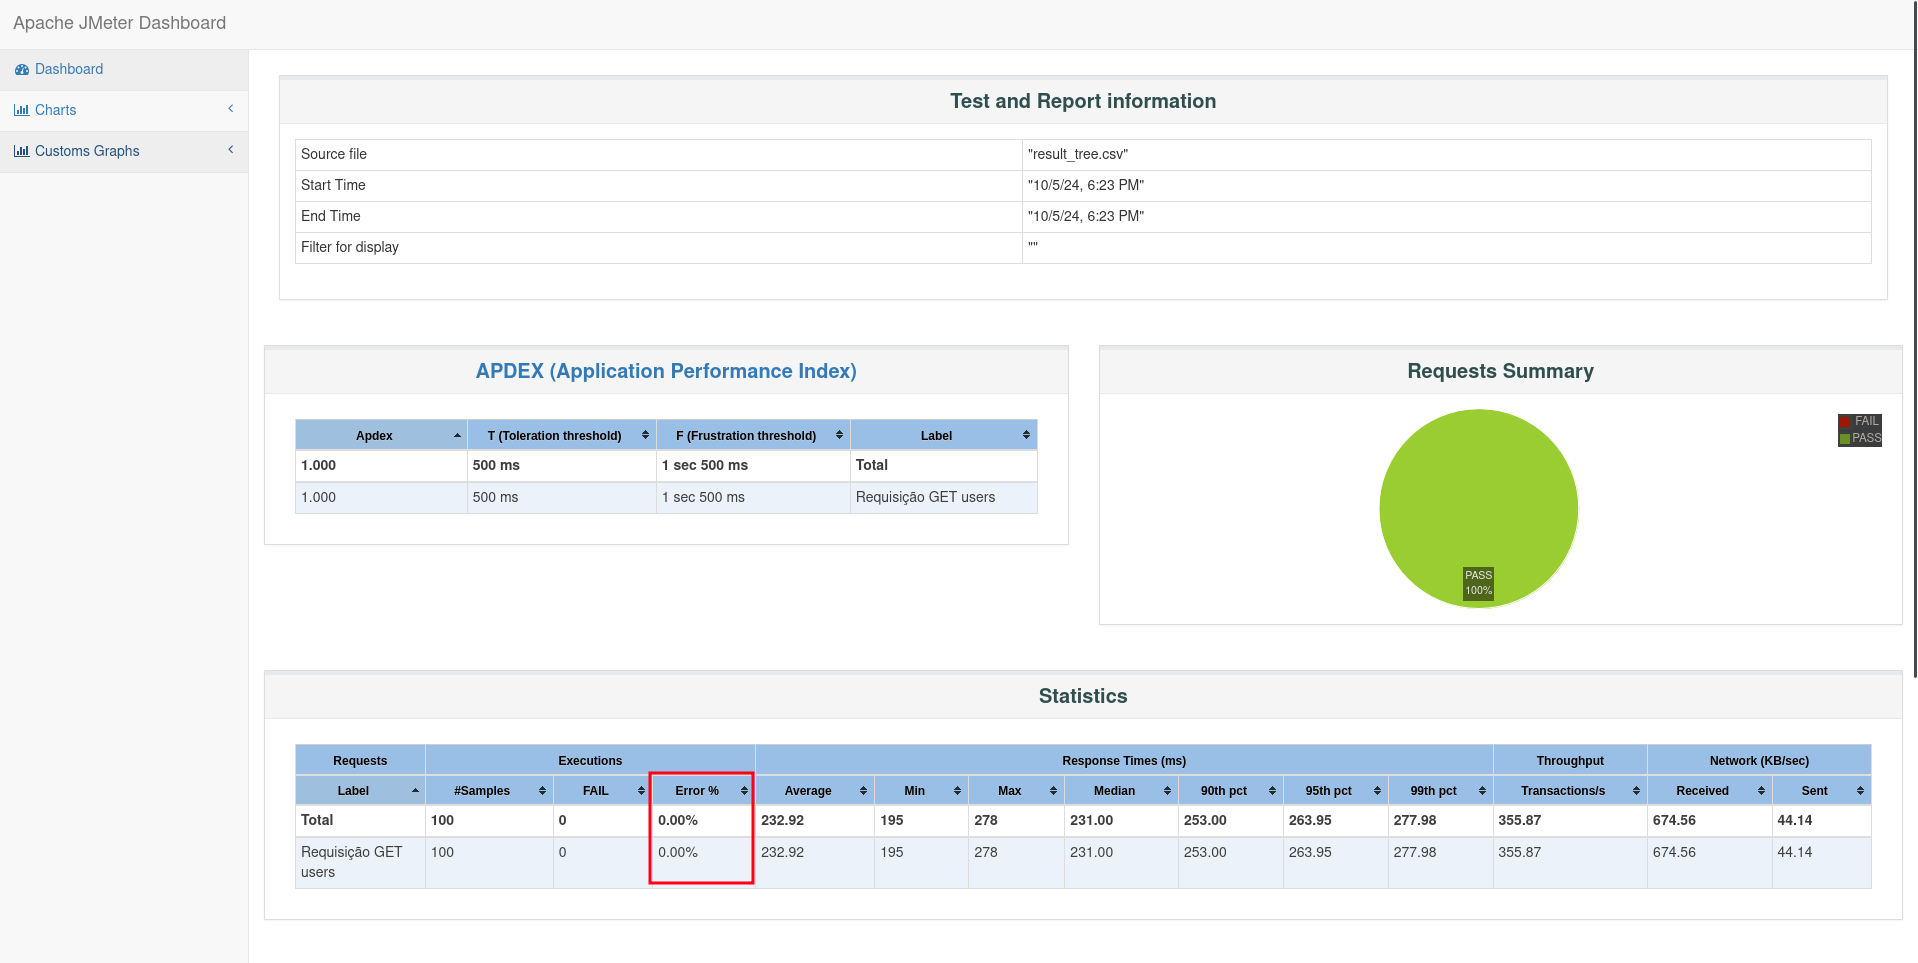 Apache JMeter Dashboard
Dashboard
Charts
Customs Graphs
Test and Report information
Source file "result_tree.csv"
Start Time "10/5/24, 6:23 PM"
End Time "10/5/24, 6:23 PM"
Filter for display ""
APDEX (Application Performance Index)
Apdex T (Toleration threshold) F (Frustration threshold) Label
1.000 500 ms 1 sec 500 ms Total
1.000 500 ms 1 sec 500 ms Requisição GET users
Requests Summary
FAIL
PASS
PASS
100%
Statistics
Requests Executions Response Times (ms) Throughput Network (KB/sec)
Label #Samples FAIL Error % Average Min Max Median 90th pct 95th pct 99th pct Transactions/s Received Sent
Total 100 0 0.00% 232.92 195 278 231.00 253.00 263.95 277.98 355.87 674.56 44.14
Requisição GET 100 0 0.00% 232.92 195 278 231.00 253.00 263.95 277.98 355.87 674.56 44.14
users